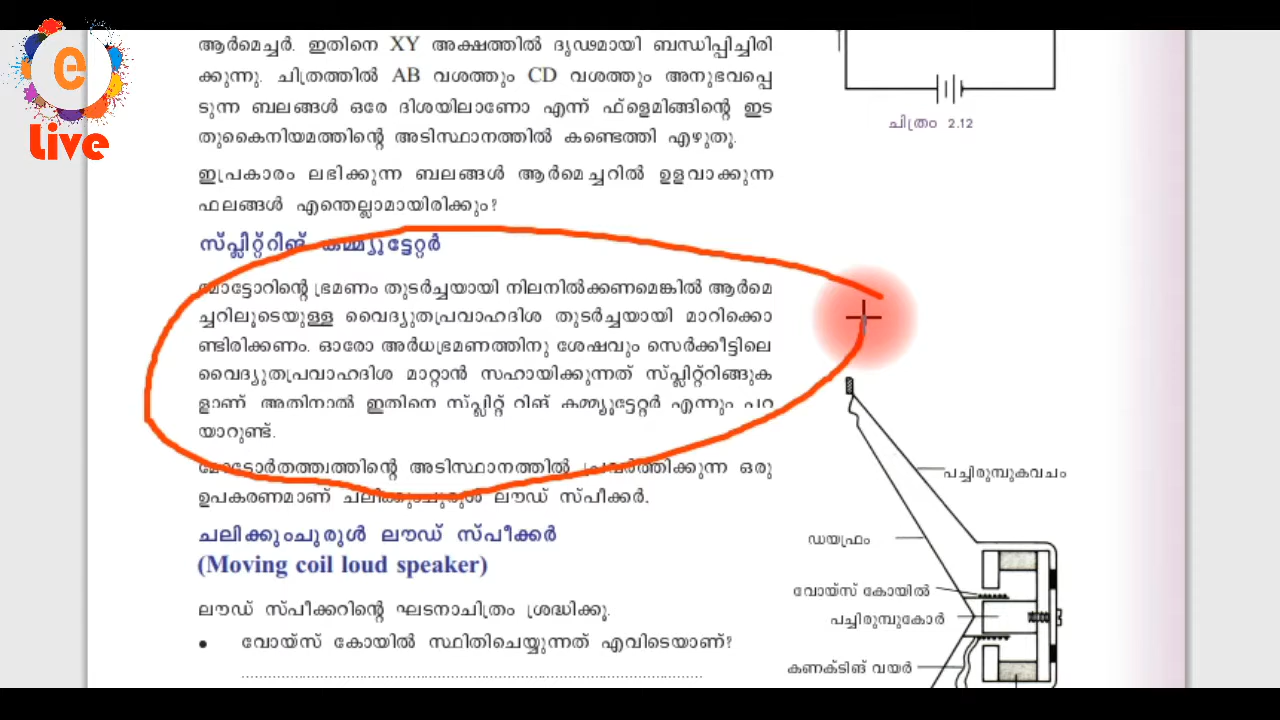 e
Live
ആർമെച്ചർ. ഇതിനെ XY അക്ഷത്തിൽ ദൃഢമായി ബന്ധിപ്പിച്ചിരി
ക്കുന്നു. ചിത്രത്തിൽ AB വശത്തും CD വശത്തും അനുഭവപ്പെ
ടുന്ന ബലങ്ങൾ ഒരേ ദിശയിലാണോ എന്ന് ഫ്ളെമിങ്ങിന്റെ ഇട
തുകൈനിയമത്തിന്റെ അടിസ്ഥാനത്തിൽ കണ്ടെത്തി എഴുതൂ.
ഇപ്രകാരം ലഭിക്കുന്ന ബലങ്ങൾ ആർമെച്ചറിൽ ഉളവാക്കുന്ന
ഫലങ്ങൾ എന്തെല്ലാമായിരിക്കും?
സ്പ്ലിറ്റ്റിങ് കമ്മ്യൂട്ടേറ്റർ
മോട്ടോറിന്റെ ഭ്രമണം തുടർച്ചയായി നിലനിൽക്കണമെങ്കിൽ ആർമെ
ച്ചറിലൂടെയുള്ള വൈദ്യുതപ്രവാഹദിശ തുടർച്ചയായി മാറിക്കൊ
ണ്ടിരിക്കണം. ഓരോ അർധഭ്രമണത്തിനു ശേഷവും സെർക്കീട്ടിലെ
വൈദ്യുതപ്രവാഹദിശ മാറ്റാൻ സഹായിക്കുന്നത് സ്പ്ലിറ്റ്റിങ്ങുക
ളാണ് അതിനാൽ ഇതിനെ സ്പ്ലിറ്റ് റിങ് കമ്മ്യൂട്ടേറ്റർ എന്നും പറ
യാറുണ്ട്.
മോട്ടോർതത്ത്വത്തിന്റെ അടിസ്ഥാനത്തിൽ പ്രവർത്തിക്കുന്ന ഒരു
ഉപകരണമാണ് ചലിക്കുംചുരുൾ ലൗഡ് സ്പീക്കർ.
ചലിക്കുംചുരുൾ ലൗഡ് സ്പീക്കർ
(Moving coil loud speaker)
ലൗഡ് സ്പീക്കറിന്റെ ഘടനാചിത്രം ശ്രദ്ധിക്കൂ.
• വോയ്സ് കോയിൽ സ്ഥിതിചെയ്യുന്നത് എവിടെയാണ്?
ചിത്രം 2.12
പച്ചിരുമ്പുകവചം
ഡയഫ്രം
വോയ്സ് കോയിൽ
പച്ചിരുമ്പുകോർ
കണക്ടിങ് വയർ